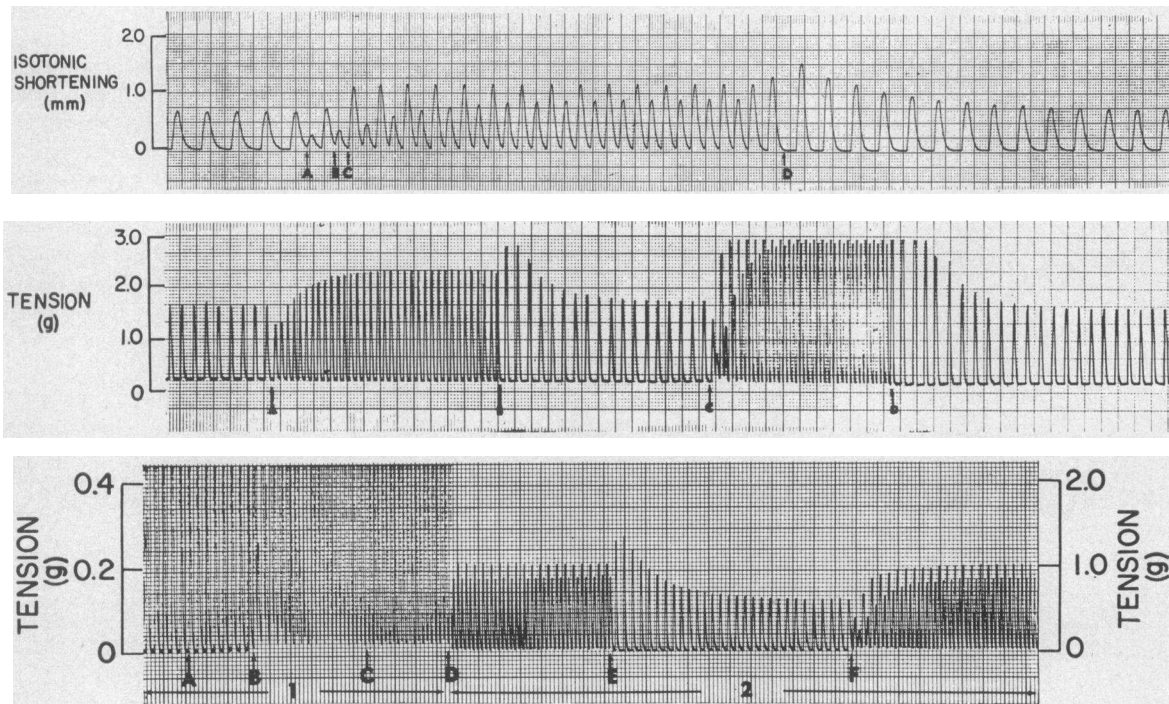 2.0
ISOTONIC
SHORTENING
(mm)
1.0
0
A B C D
3.0
2.0
TENSION
(g)
1.0
0
A C D
0.4
0.2
0
TENSION
(g)
2.0
1.0
0
TENSION
(g)
A B C D E F
1 2